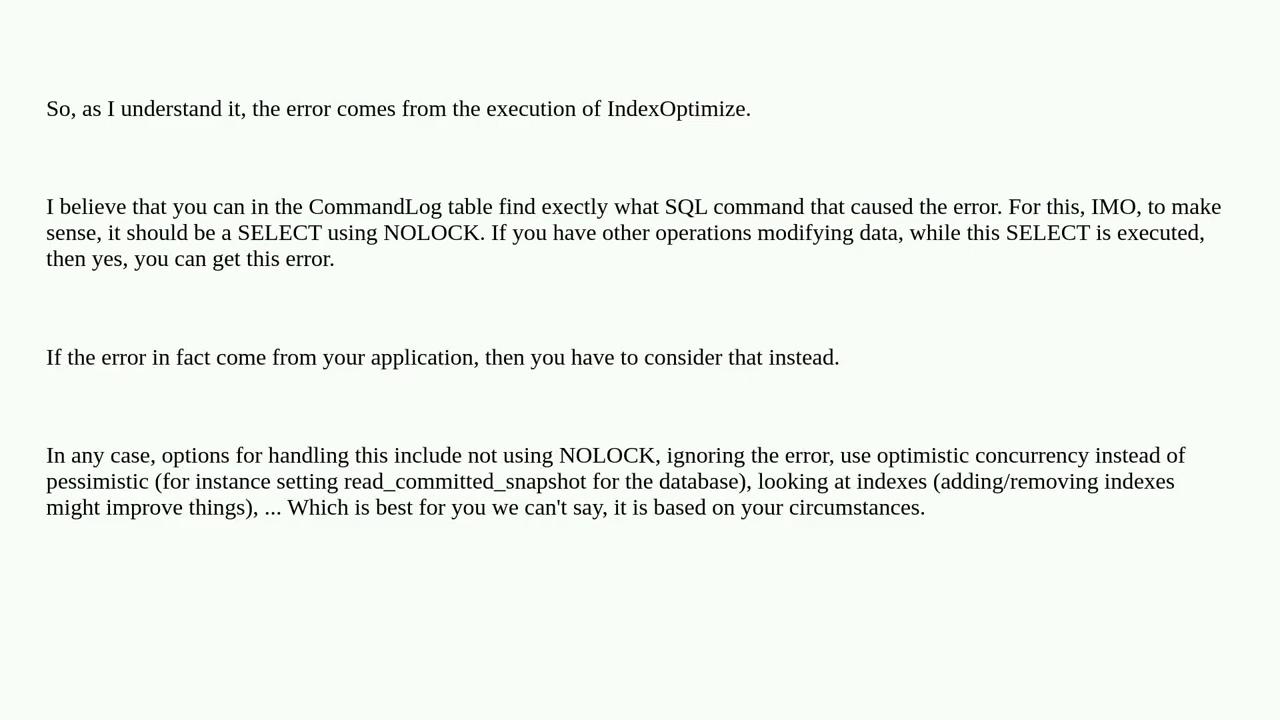 So, as I understand it, the error comes from the execution of IndexOptimize.
I believe that you can in the CommandLog table find exectly what SQL command that caused the error. For this, IMO, to make
sense, it should be a SELECT using NOLOCK. If you have other operations modifying data, while this SELECT is executed,
then yes, you can get this error.
If the error in fact come from your application, then you have to consider that instead.
In any case, options for handling this include not using NOLOCK, ignoring the error, use optimistic concurrency instead of
pessimistic (for instance setting read_committed_snapshot for the database), looking at indexes (adding/removing indexes
might improve things), ... Which is best for you we can't say, it is based on your circumstances.